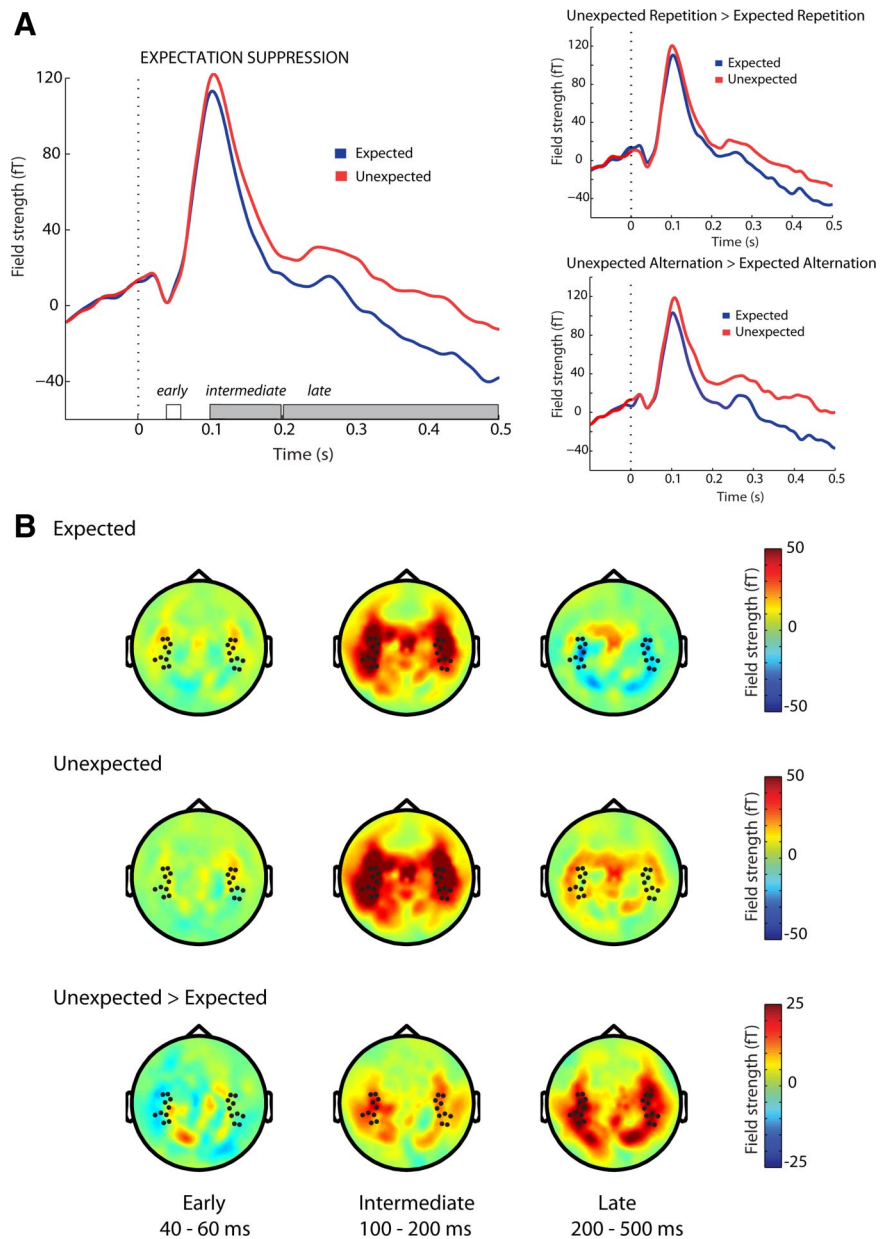 A
EXPECTATION SUPPRESSION
120
80
40
0
−40
Field strength (fT)
Expected
Unexpected
early intermediate late
0 0.1 0.2 0.3 0.4 0.5
Time (s)
Unexpected Repetition > Expected Repetition
120
80
40
0
−40
Field strength (fT)
Expected
Unexpected
0 0.1 0.2 0.3 0.4 0.5
Time (s)
Unexpected Alternation > Expected Alternation
120
80
40
0
−40
Field strength (fT)
Expected
Unexpected
0 0.1 0.2 0.3 0.4 0.5
Time (s)
B
Expected
50
0
-50
Field strength (fT)
Unexpected
50
0
-50
Field strength (fT)
Unexpected > Expected
25
0
-25
Field strength (fT)
Early Intermediate Late
40 - 60 ms 100 - 200 ms 200 - 500 ms